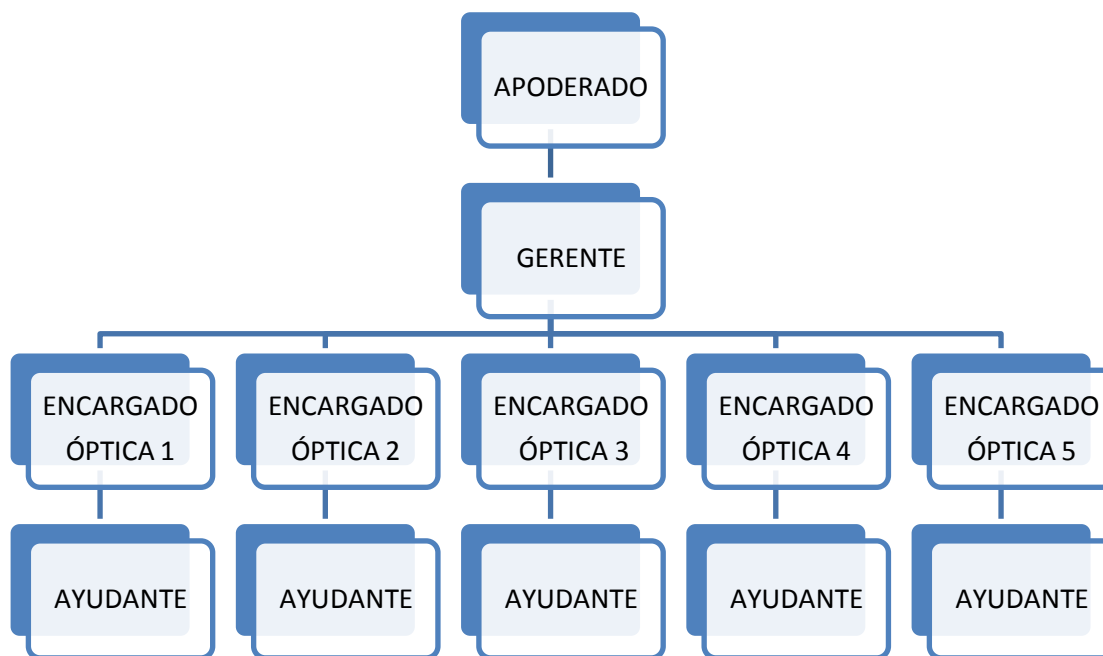 APODERADO
GERENTE
ENCARGADO
ÓPTICA 1
ENCARGADO
ÓPTICA 2
ENCARGADO
ÓPTICA 3
ENCARGADO
ÓPTICA 4
ENCARGADO
ÓPTICA 5
AYUDANTE
AYUDANTE
AYUDANTE
AYUDANTE
AYUDANTE